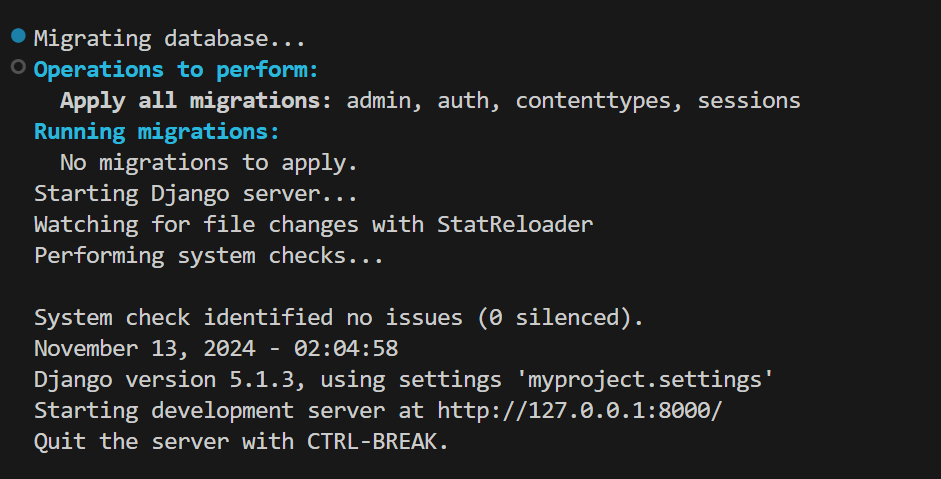 Migrating database...
Operations to perform:
  Apply all migrations: admin, auth, contenttypes, sessions
Running migrations:
  No migrations to apply.
Starting Django server...
Watching for file changes with StatReloader
Performing system checks...

System check identified no issues (0 silenced).
November 13, 2024 - 02:04:58
Django version 5.1.3, using settings 'myproject.settings'
Starting development server at http://127.0.0.1:8000/
Quit the server with CTRL-BREAK.